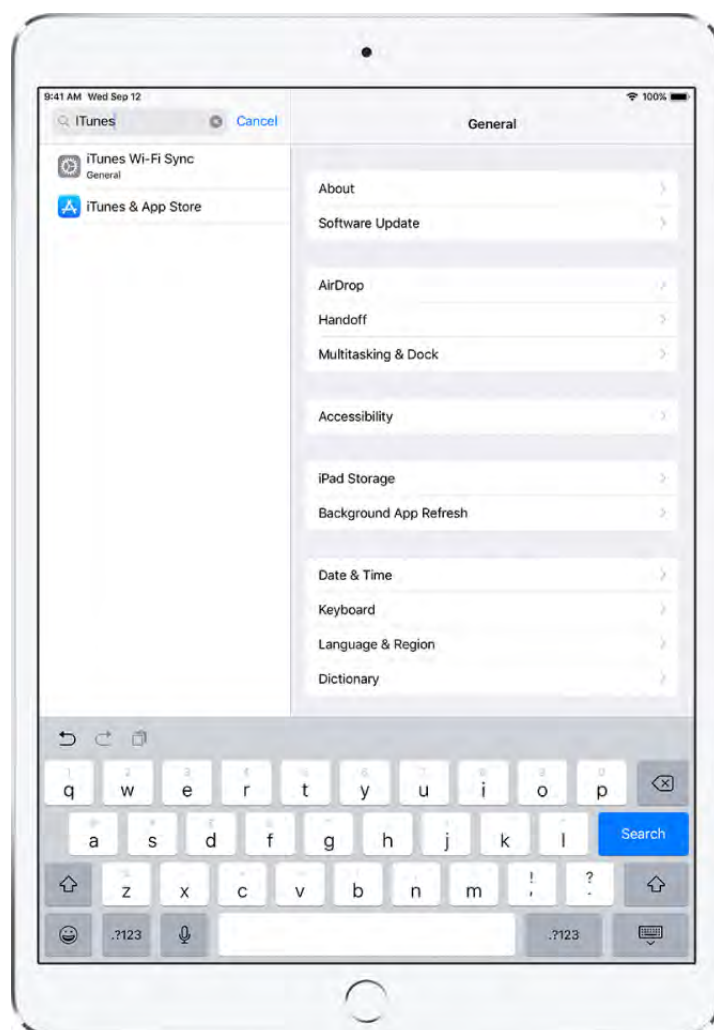 9:41 AM Wed Sep 12
100%
ITunes
Cancel
General
iTunes Wi-Fi Sync
General
iTunes & App Store
About
Software Update
AirDrop
Handoff
Multitasking & Dock
Accessibility
iPad Storage
Background App Refresh
Date & Time
Keyboard
Language & Region
Dictionary
q w e r t y u i o p
a s d f g h j k l Search
z x c v b n m ! , ? .
.?123 .?123